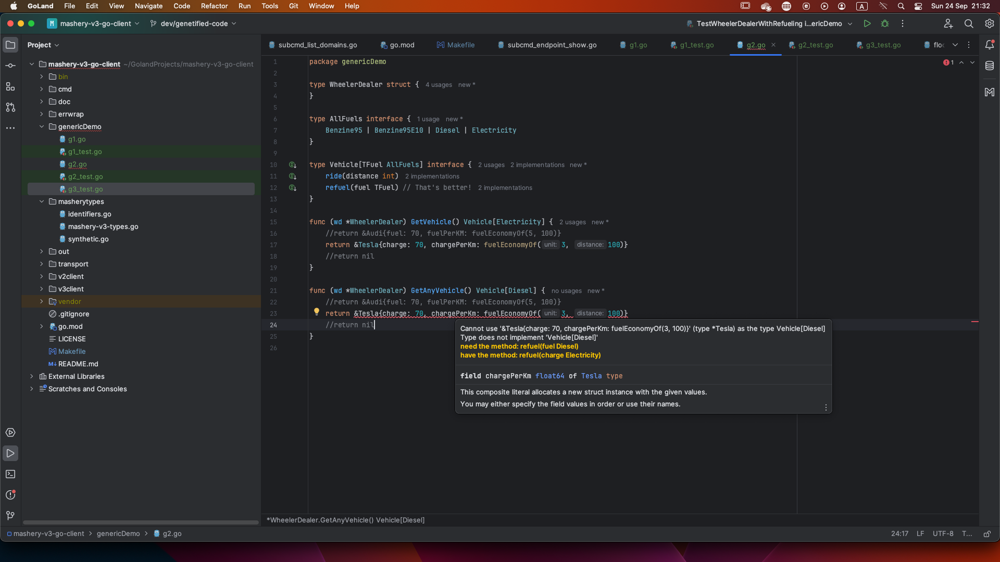 GoLand File Edit View Navigate Code Refactor Run Tools Git Window Help A Sun 24 Sep 21:32
M mashery-v3-go-client dev/genetified-code TestWheelerDealerWithRefueling i...ericDemo
Project
subcmd_list_domains.go go.mod Makefile subcmd_endpoint_show.go g1.go g1_test.go g2.go g2_test.go g3_test.go floc
mashery-v3-go-client ~/GolandProjects/mashery-v3-go-client
bin
cmd
doc
errwrap
genericDemo
g1.go
g1_test.go
g2.go
g2_test.go
g3_test.go
masherytypes
identifiers.go
mashery-v3-types.go
synthetic.go
out
transport
v2client
v3client
vendor
.gitignore
go.mod
LICENSE
Makefile
README.md
External Libraries
Scratches and Consoles
1
1 package genericDemo
2
3 type WheelerDealer struct { 4 usages new *
4 }
5
6 type AllFuels interface { 1 usage new *
7 Benzine95 | Benzine95E10 | Diesel | Electricity
8 }
9
10 type Vehicle[TFuel AllFuels] interface { 2 usages 2 implementations new *
11 ride(distance int) 2 implementations
12 refuel(fuel TFuel) // That's better! 2 implementations
13 }
14
15 func (wd *WheelerDealer) GetVehicle() Vehicle[Electricity] { 2 usages new *
16 //return &Audi{fuel: 70, fuelPerKM: fuelEconomyOf(5, 100)}
17 return &Tesla{charge: 70, chargePerKm: fuelEconomyOf( unit: 3, distance: 100)}
18 //return nil
19 }
20
21 func (wd *WheelerDealer) GetAnyVehicle() Vehicle[Diesel] { no usages new *
22 //return &Audi{fuel: 70, fuelPerKM: fuelEconomyOf(5, 100)}
23 return &Tesla{charge: 70, chargePerKm: fuelEconomyOf( unit: 3, distance: 100)}
24 //return nil
25 }
26
Cannot use '&Tesla{charge: 70, chargePerKm: fuelEconomyOf(3, 100)}' (type *Tesla) as the type Vehicle[Diesel]
Type does not implement 'Vehicle[Diesel]'
need the method: refuel(fuel Diesel)
have the method: refuel(charge Electricity)
field chargePerKm float64 of Tesla type
This composite literal allocates a new struct instance with the given values.
You may either specify the field values in order or use their names.
*WheelerDealer.GetAnyVehicle() Vehicle[Diesel]
mashery-v3-go-client genericDemo g2.go 24:17 LF UTF-8 T...